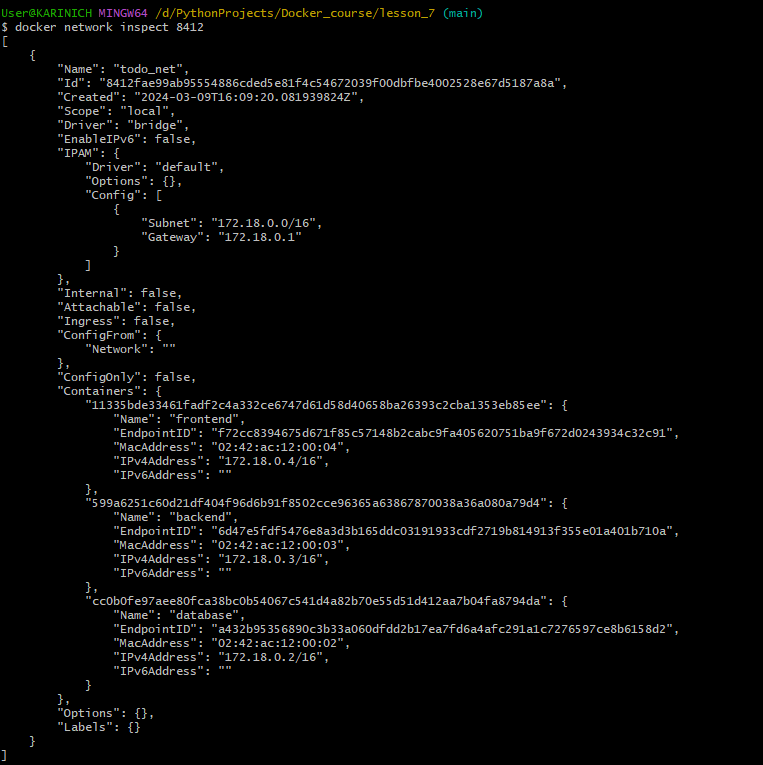 User@KARINICH MINGW64 /d/PythonProjects/Docker_course/lesson_7 (main)
$ docker network inspect 8412
[
    {
        "Name": "todo_net",
        "Id": "8412fae99ab95554886cded5e81f4c54672039f00dbfbe4002528e67d5187a8a",
        "Created": "2024-03-09T16:09:20.081939824Z",
        "Scope": "local",
        "Driver": "bridge",
        "EnableIPv6": false,
        "IPAM": {
            "Driver": "default",
            "Options": {},
            "Config": [
                {
                    "Subnet": "172.18.0.0/16",
                    "Gateway": "172.18.0.1"
                }
            ]
        },
        "Internal": false,
        "Attachable": false,
        "Ingress": false,
        "ConfigFrom": {
            "Network": ""
        },
        "ConfigOnly": false,
        "Containers": {
            "11335bde33461fadf2c4a332ce6747d61d58d40658ba26393c2cba1353eb85ee": {
                "Name": "frontend",
                "EndpointID": "f72cc8394675d671f85c57148b2cabc9fa405620751ba9f672d0243934c32c91",
                "MacAddress": "02:42:ac:12:00:04",
                "IPv4Address": "172.18.0.4/16",
                "IPv6Address": ""
            },
            "599a6251c60d21df404f96d6b91f8502cce96365a63867870038a36a080a79d4": {
                "Name": "backend",
                "EndpointID": "6d47e5fdf5476e8a3d3b165ddc03191933cdf2719b814913f355e01a401b710a",
                "MacAddress": "02:42:ac:12:00:03",
                "IPv4Address": "172.18.0.3/16",
                "IPv6Address": ""
            },
            "cc0b0fe97aee80fca38bc0b54067c541d4a82b70e55d51d412aa7b04fa8794da": {
                "Name": "database",
                "EndpointID": "a432b95356890c3b33a060dfdd2b17ea7fd6a4afc291a1c7276597ce8b6158d2",
                "MacAddress": "02:42:ac:12:00:02",
                "IPv4Address": "172.18.0.2/16",
                "IPv6Address": ""
            }
        },
        "Options": {},
        "Labels": {}
    }
]